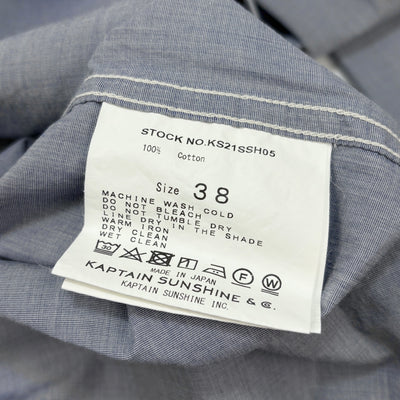 STOCK NO.KS21SSH05
100% Cotton
Size 38
MACHINE WASH COLD
DO NOT BLEACH
DO NOT TUMBLE DRY
LINE DRY IN THE SHADE
WARM IRON
DRY CLEAN
WET CLEAN
30 F W
MADE IN JAPAN
KAPTAIN SUNSHINE & CO.
KAPTAIN SUNSHINE INC.